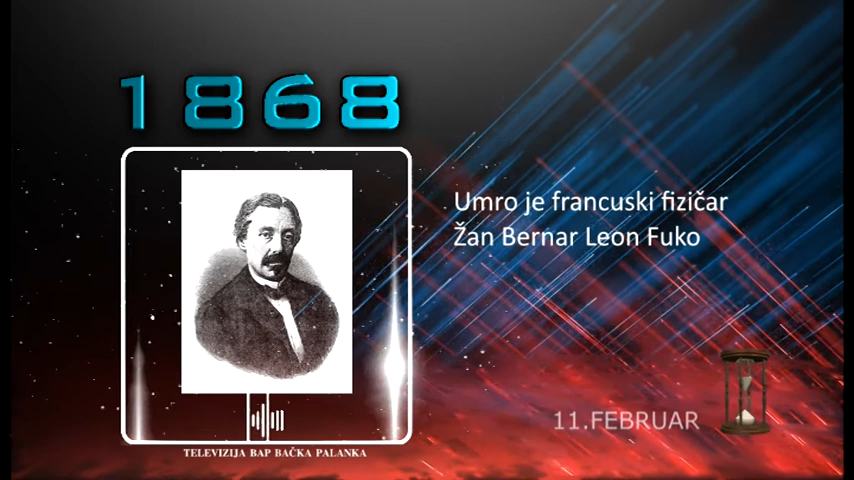 1868
Umro je francuski fizičar
Žan Bernar Leon Fuko
11.FEBRUAR
TELEVIZIJA BAP BAČKA PALANKA